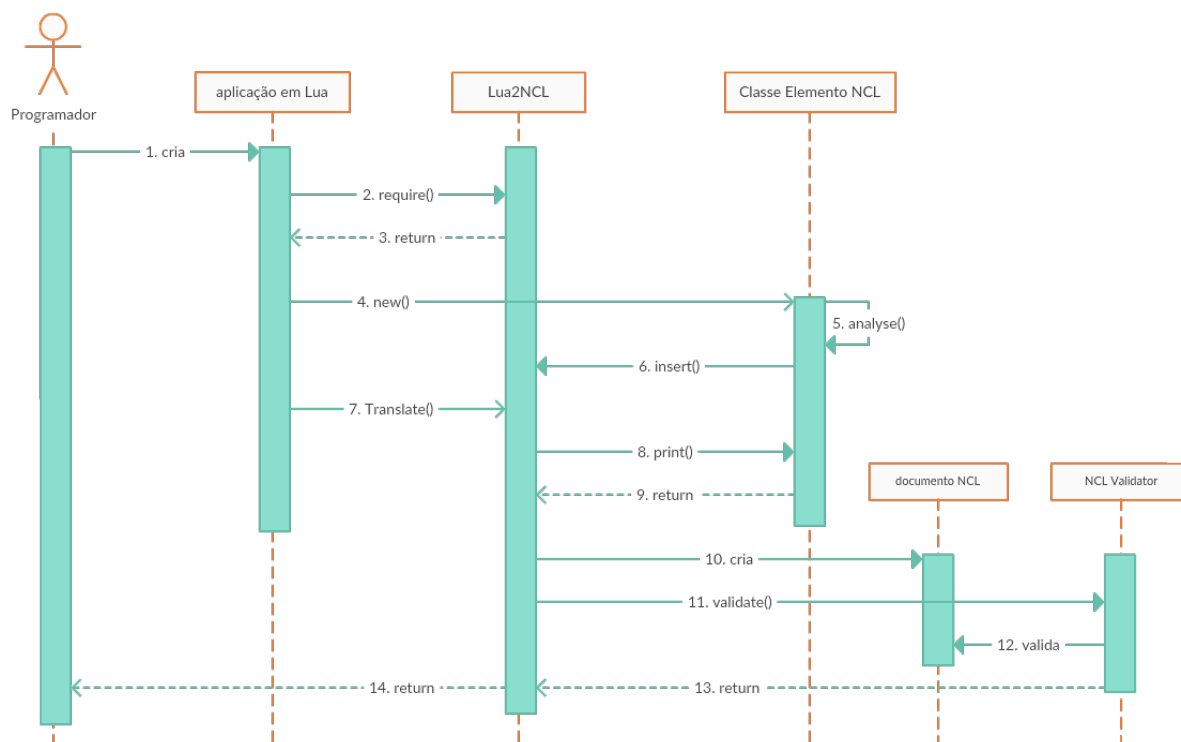 Programador
aplicação em Lua
Lua2NCL
Classe Elemento NCL
1. cria
2. require()
3. return
4. new()
5. analyse()
6. insert()
7. Translate()
8. print()
documento NCL
NCL Validator
9. return
10. cria
11. validate()
12. valida
14. return
13. return